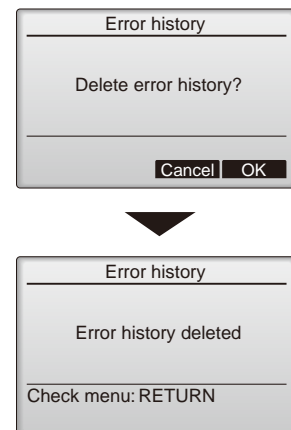 Error history
Delete error history?
Cancel OK
Error history
Error history deleted
Check menu: RETURN